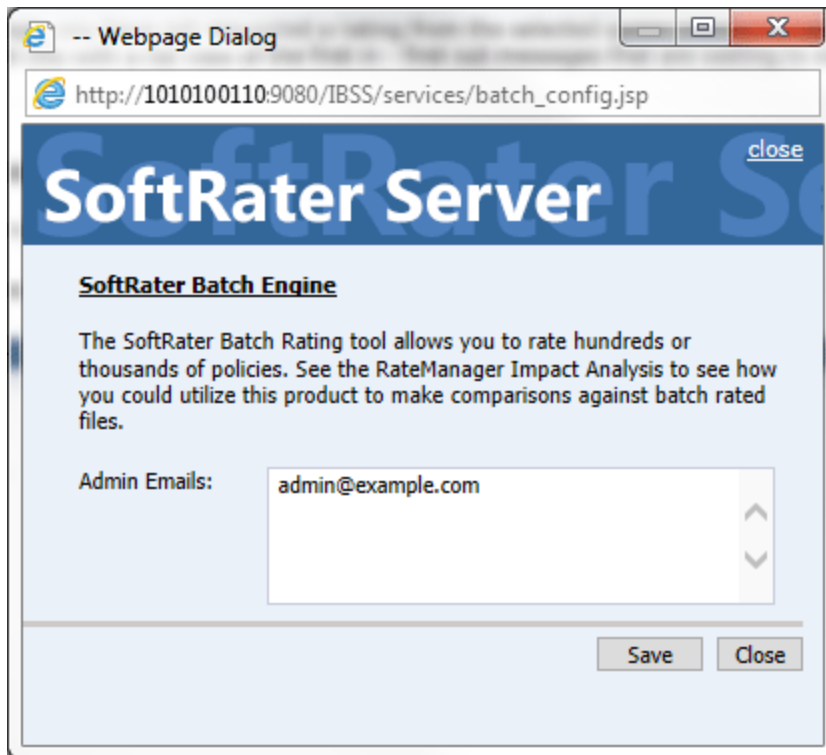 -- Webpage Dialog
http://1010100110:9080/IBSS/services/batch_config.jsp
close
SoftRater Server
SoftRater Batch Engine
The SoftRater Batch Rating tool allows you to rate hundreds or
thousands of policies. See the RateManager Impact Analysis to see how
you could utilize this product to make comparisons against batch rated
files.
Admin Emails:
admin@example.com
Save
Close